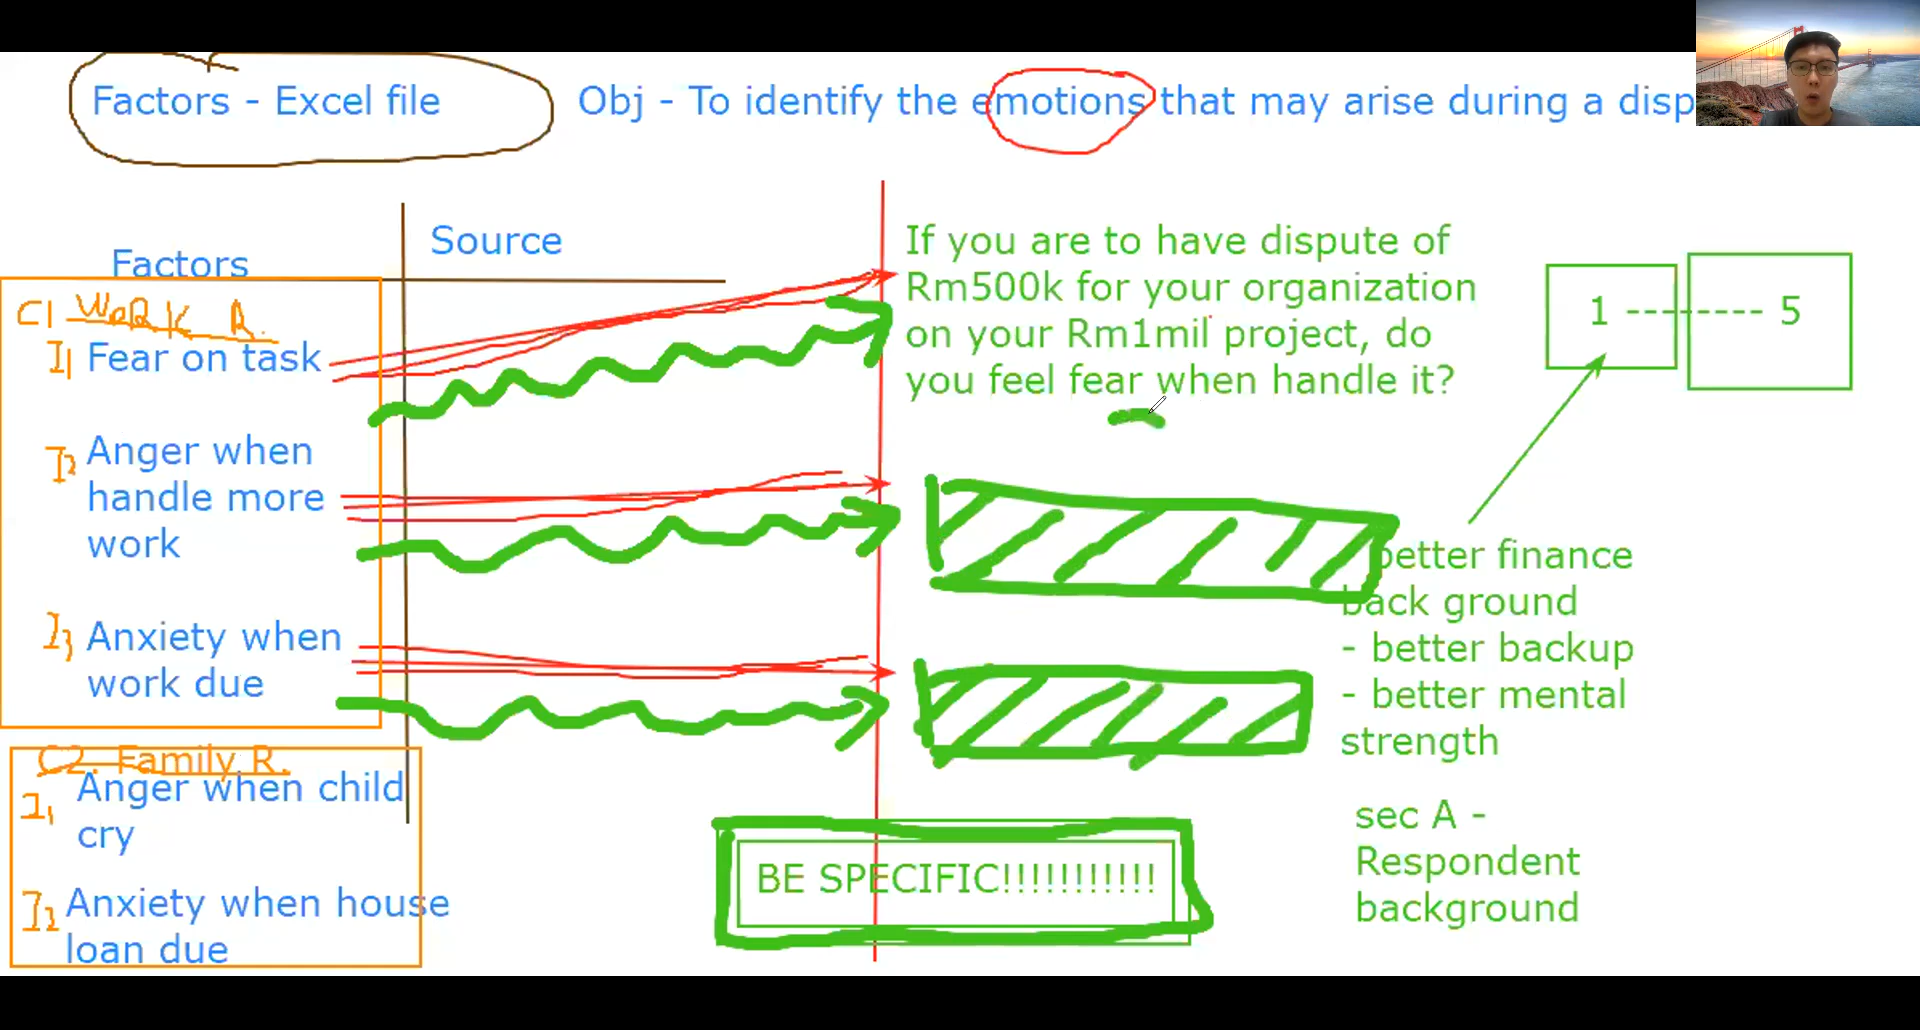 Factors - Excel file
Obj - To identify the emotions that may arise during a disp
Factors
Source
C1 WORK R.
I1 Fear on task
I2 Anger when
handle more
work
I3 Anxiety when
work due
C2. Family R.
I1 Anger when child
cry
I2 Anxiety when house
loan due
If you are to have dispute of
Rm500k for your organization
on your Rm1mil project, do
you feel fear when handle it?
1 -------- 5
better finance
back ground
- better backup
- better mental
strength
sec A -
Respondent
background
BE SPECIFIC!!!!!!!!!!!